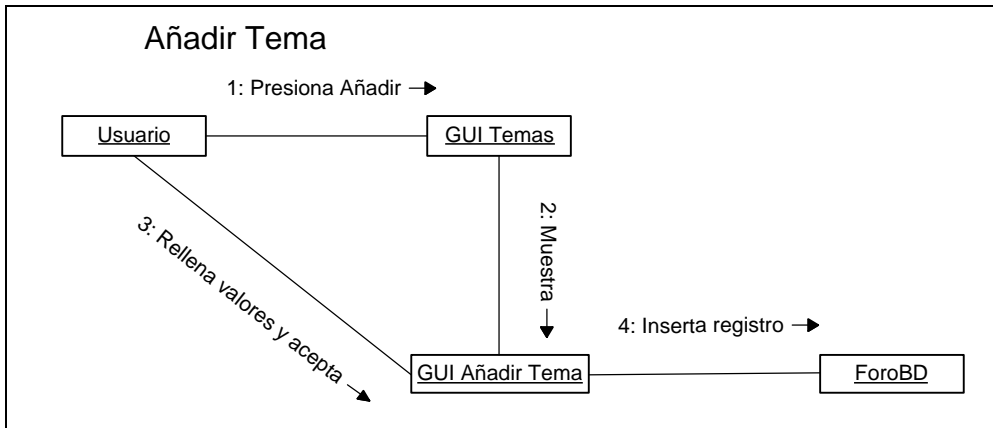 Añadir Tema
1: Presiona Añadir
Usuario
GUI Temas
2: Muestra
3: Rellena valores y acepta
4: Inserta registro
GUI Añadir Tema
ForoBD